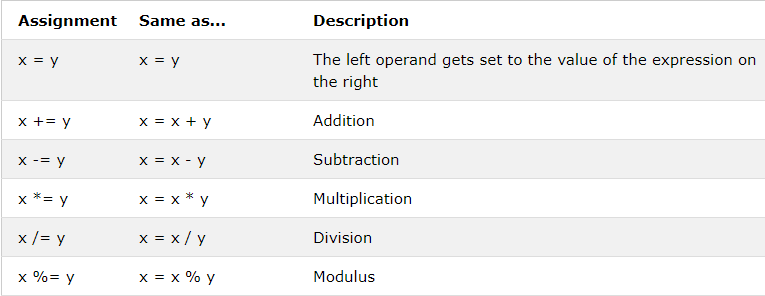 Assignment Same as... Description
x = y x = y The left operand gets set to the value of the expression on
the right
x += y x = x + y Addition
x -= y x = x - y Subtraction
x *= y x = x * y Multiplication
x /= y x = x / y Division
x %= y x = x % y Modulus